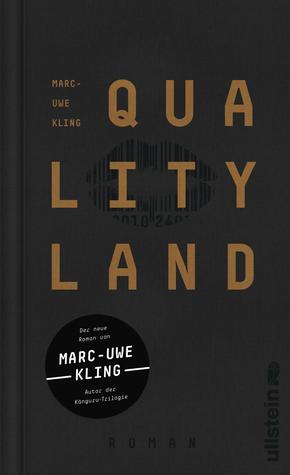 MARC-
UWE
KLING
QUA
LITY
LAND
Der neue
Roman von
MARC-UWE
KLING
Autor der
Känguru-Trilogie
ROMAN
ullstein